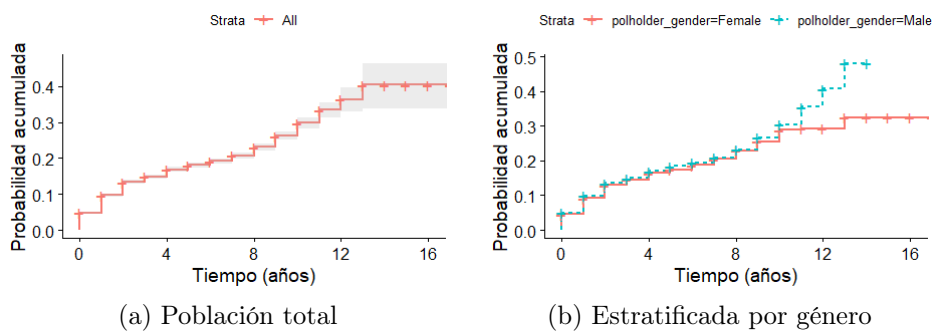 Strata All
Probabilidad acumulada
0.4
0.3
0.2
0.1
0.0
0 4 8 12 16
Tiempo (años)
(a) Población total
Strata polholder_gender=Female polholder_gender=Male
Probabilidad acumulada
0.5
0.4
0.3
0.2
0.1
0.0
0 4 8 12 16
Tiempo (años)
(b) Estratificada por género